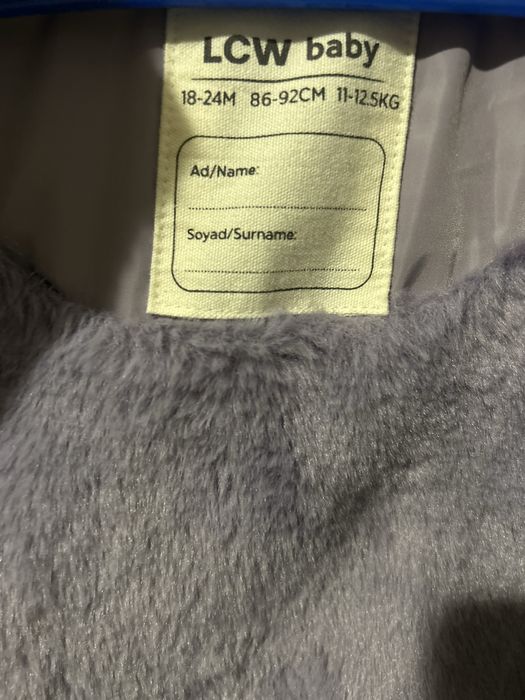 LCW baby
18-24M 86-92CM 11-12.5KG
Ad/Name:
Soyad/Surname: